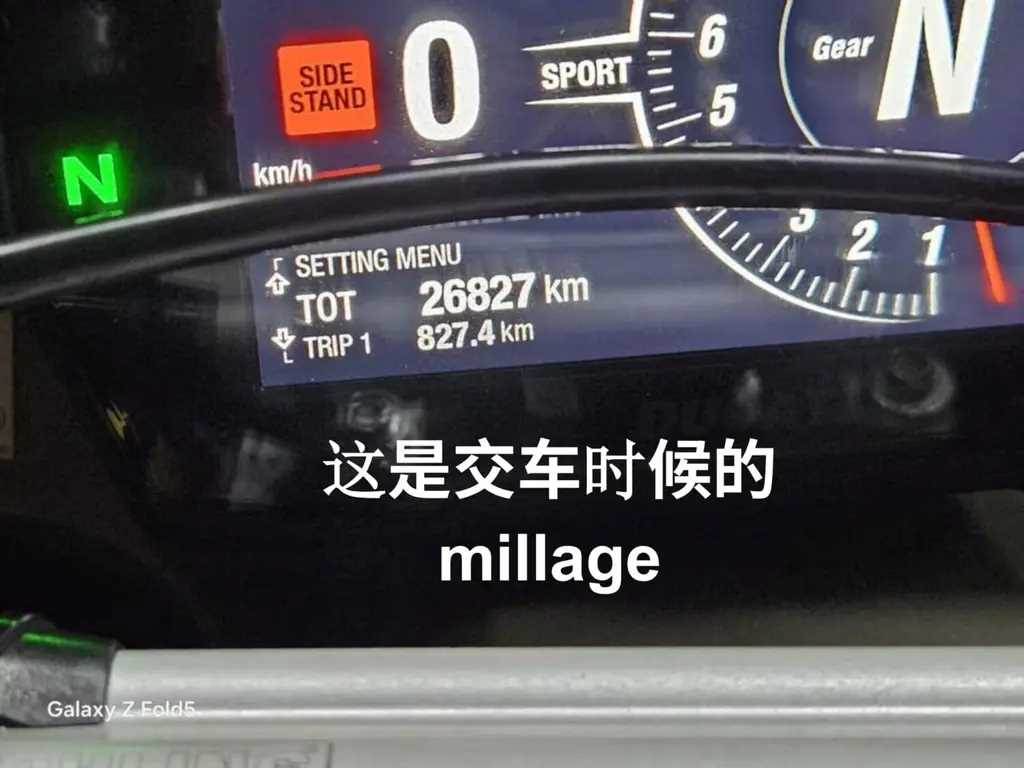 SIDE
STAND
0
SPORT
6
5
Gear
N
N
km/h
3
2
1
SETTING MENU
TOT 26827 km
TRIP 1 827.4 km
这是交车时候的
millage
Galaxy Z Fold5